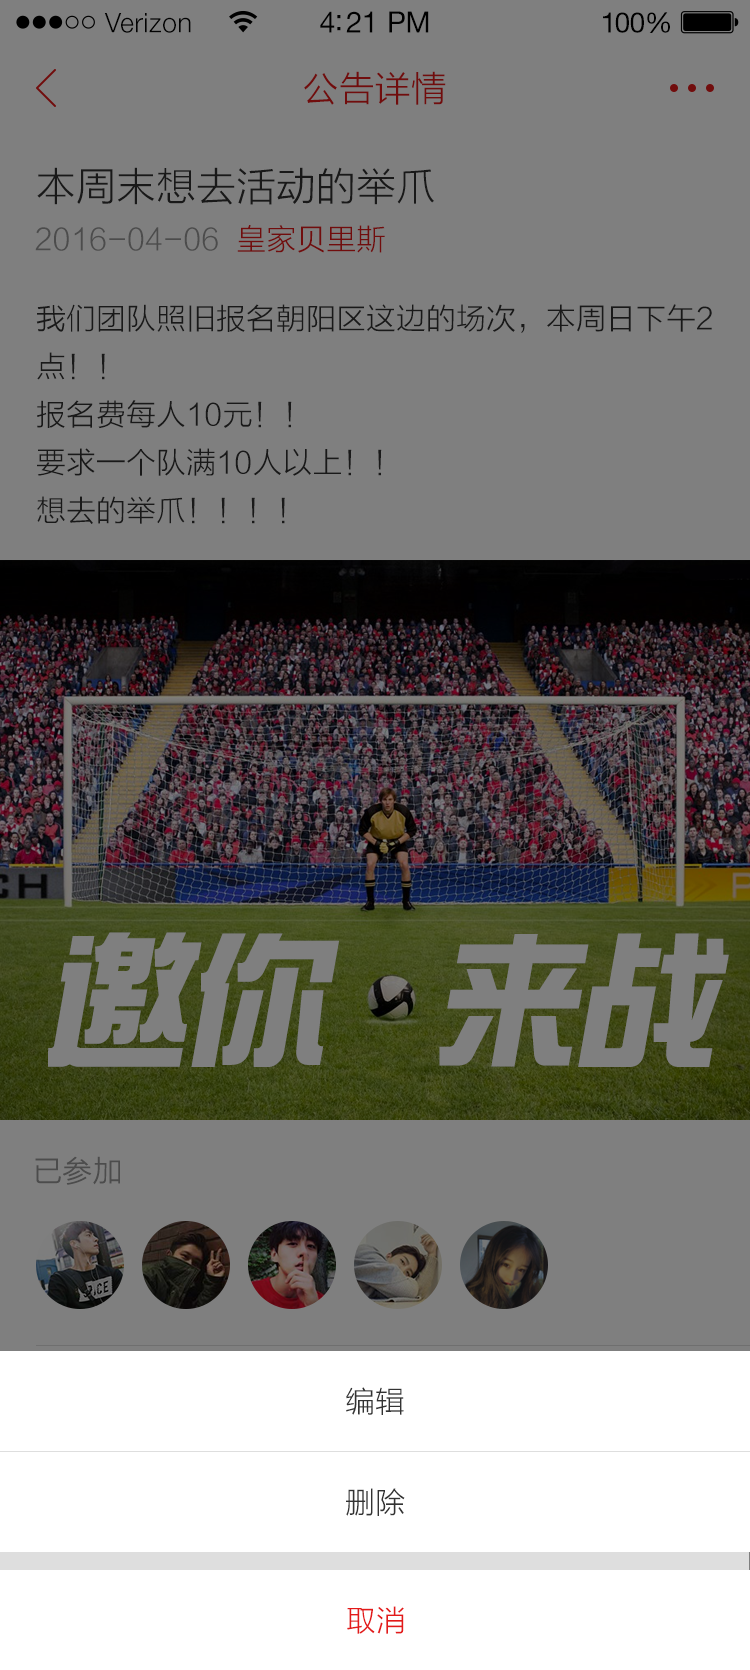 ●●●○○ Verizon 4:21 PM 100%
公告详情
本周末想去活动的举爪
2016-04-06 皇家贝里斯
我们团队照旧报名朝阳区这边的场次，本周日下午2
点！！
报名费每人10元！！
要求一个队满10人以上！！
想去的举爪！！！！
CH
邀你 来战
已参加
编辑
删除
取消